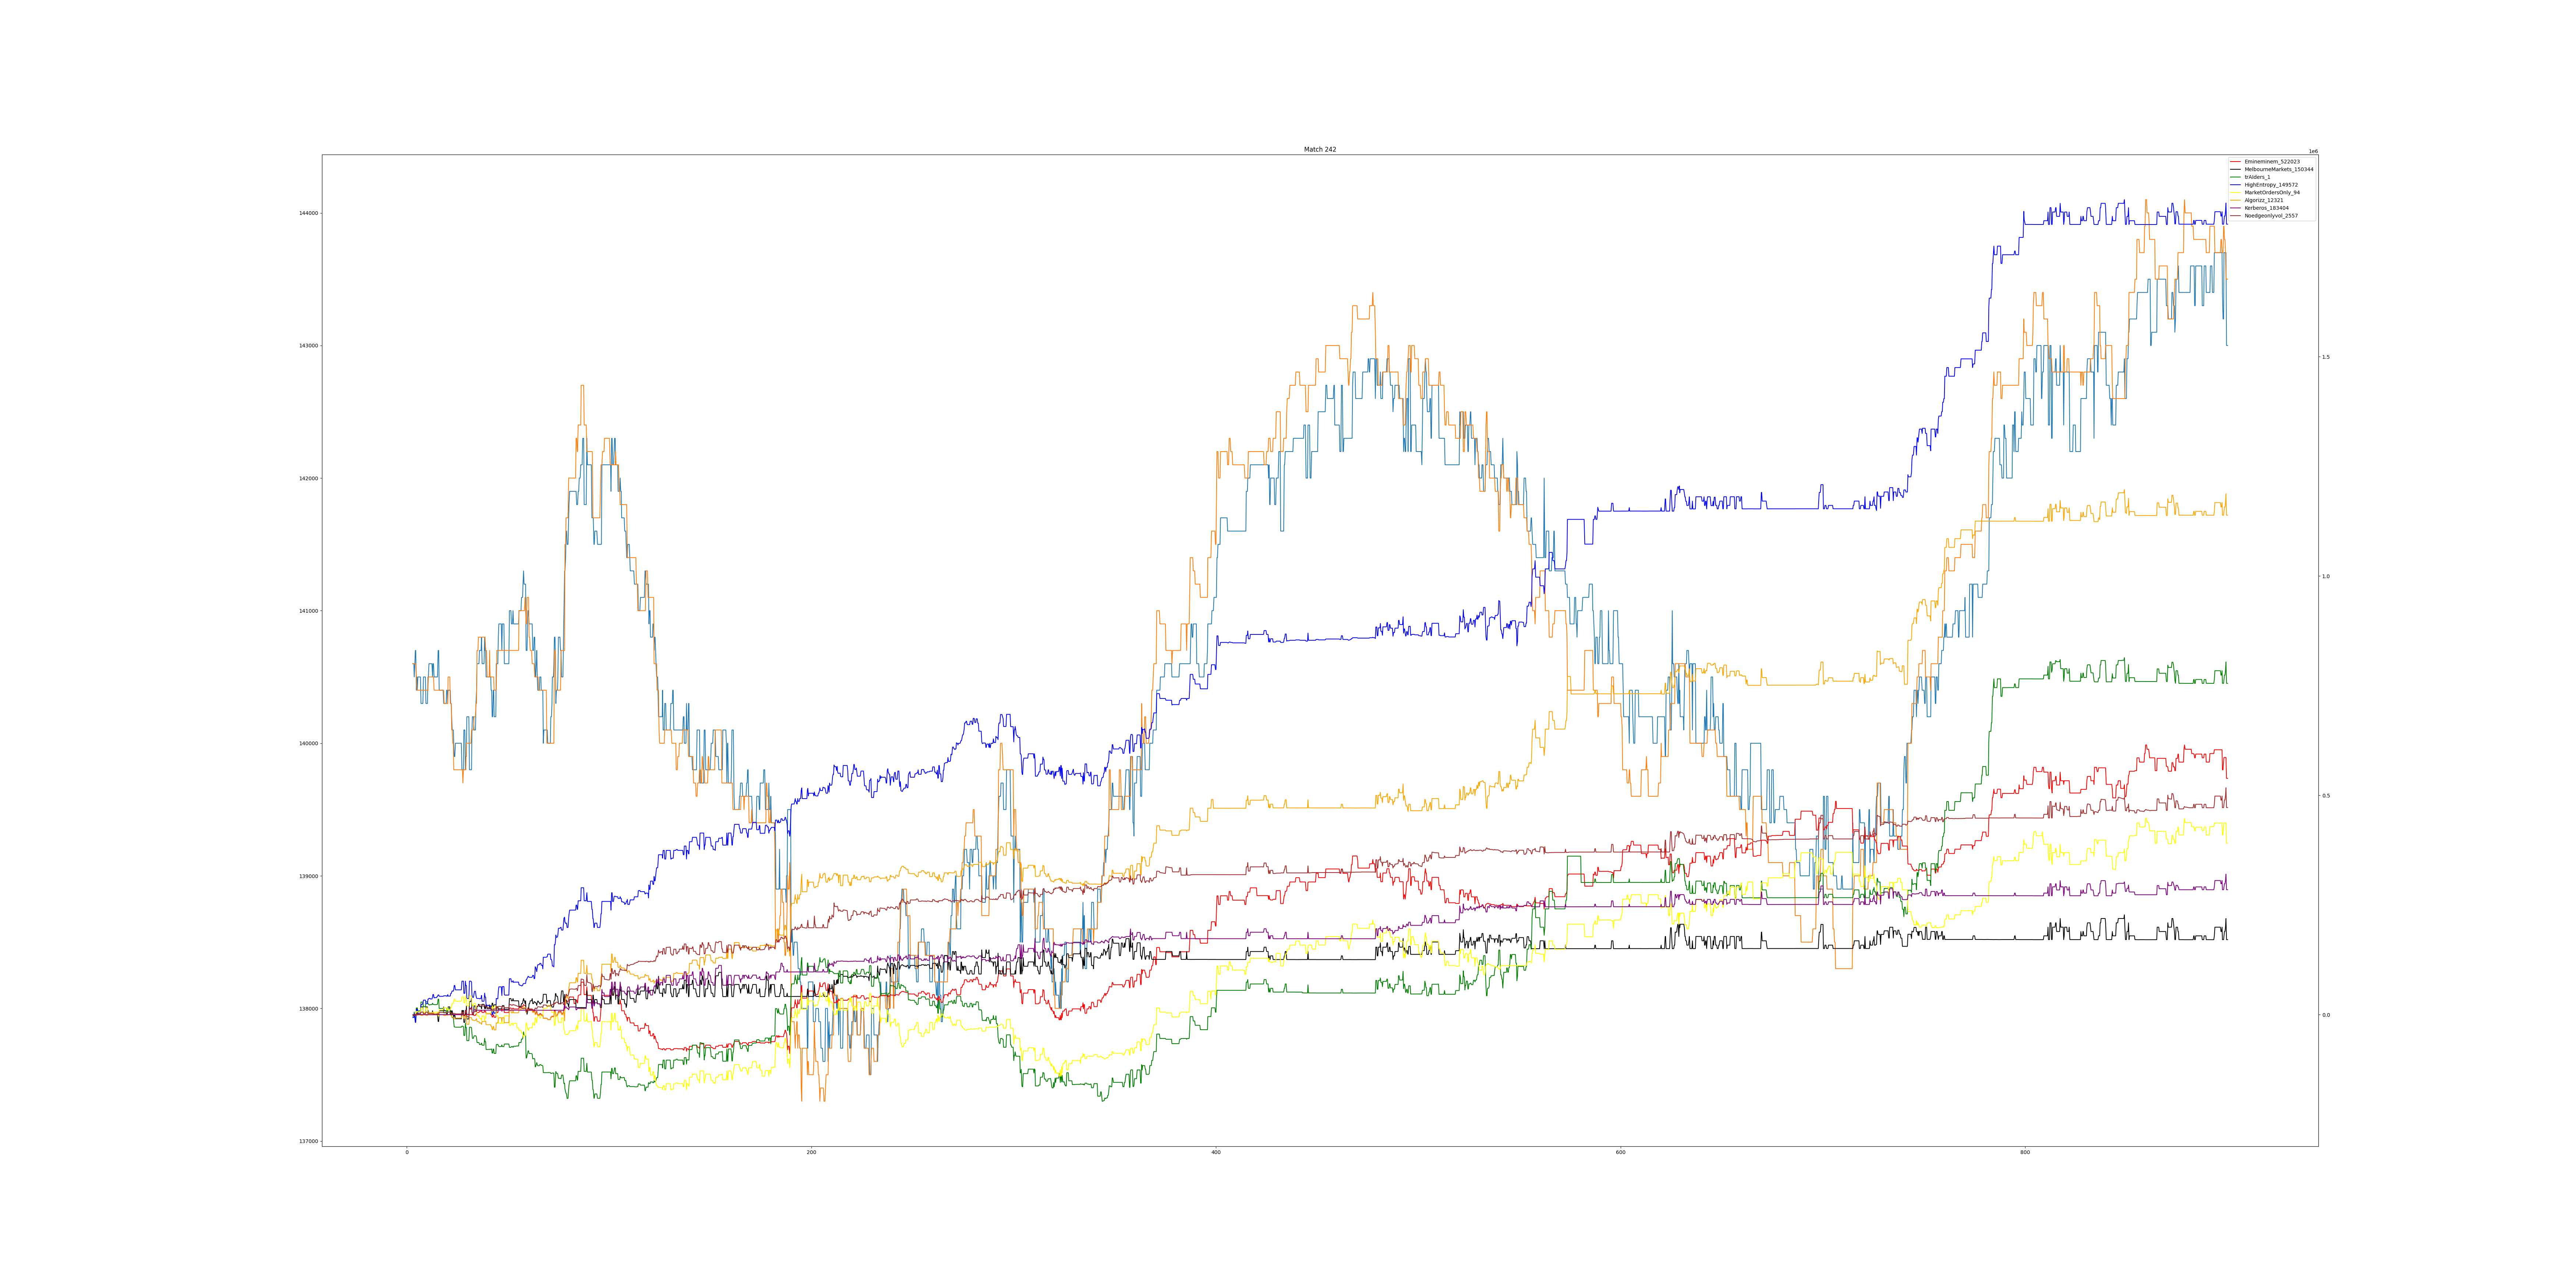 Match 242
1e6
Emineminem_522023
MelbourneMarkets_150344
trAIders_1
HighEntropy_149572
MarketOrdersOnly_94
Algorizz_12321
Kerberos_183404
Noedgeonlyvol_2557
144000
143000
142000
141000
140000
139000
138000
137000
1.5
1.0
0.5
0.0
0
200
400
600
800